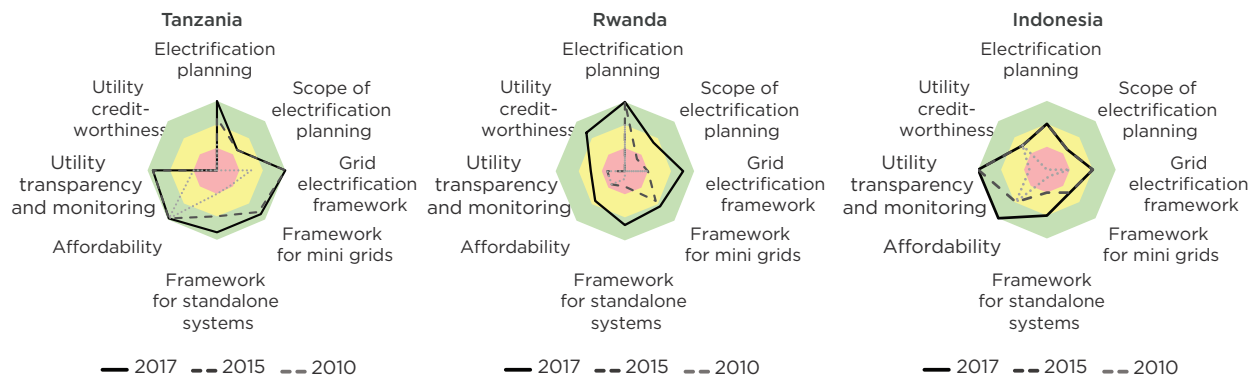 Tanzania
Electrification
planning
Utility
credit-
worthiness
Scope of
electrification
planning
Utility
transparency
and monitoring
Grid
electrification
framework
Affordability
Framework
for mini grids
Framework
for standalone
systems
2017 2015 2010
Rwanda
Electrification
planning
Utility
credit-
worthiness
Scope of
electrification
planning
Utility
transparency
and monitoring
Grid
electrification
framework
Affordability
Framework
for mini grids
Framework
for standalone
systems
2017 2015 2010
Indonesia
Electrification
planning
Utility
credit-
worthiness
Scope of
electrification
planning
Utility
transparency
and monitoring
Grid
electrification
framework
Affordability
Framework
for mini grids
Framework
for standalone
systems
2017 2015 2010